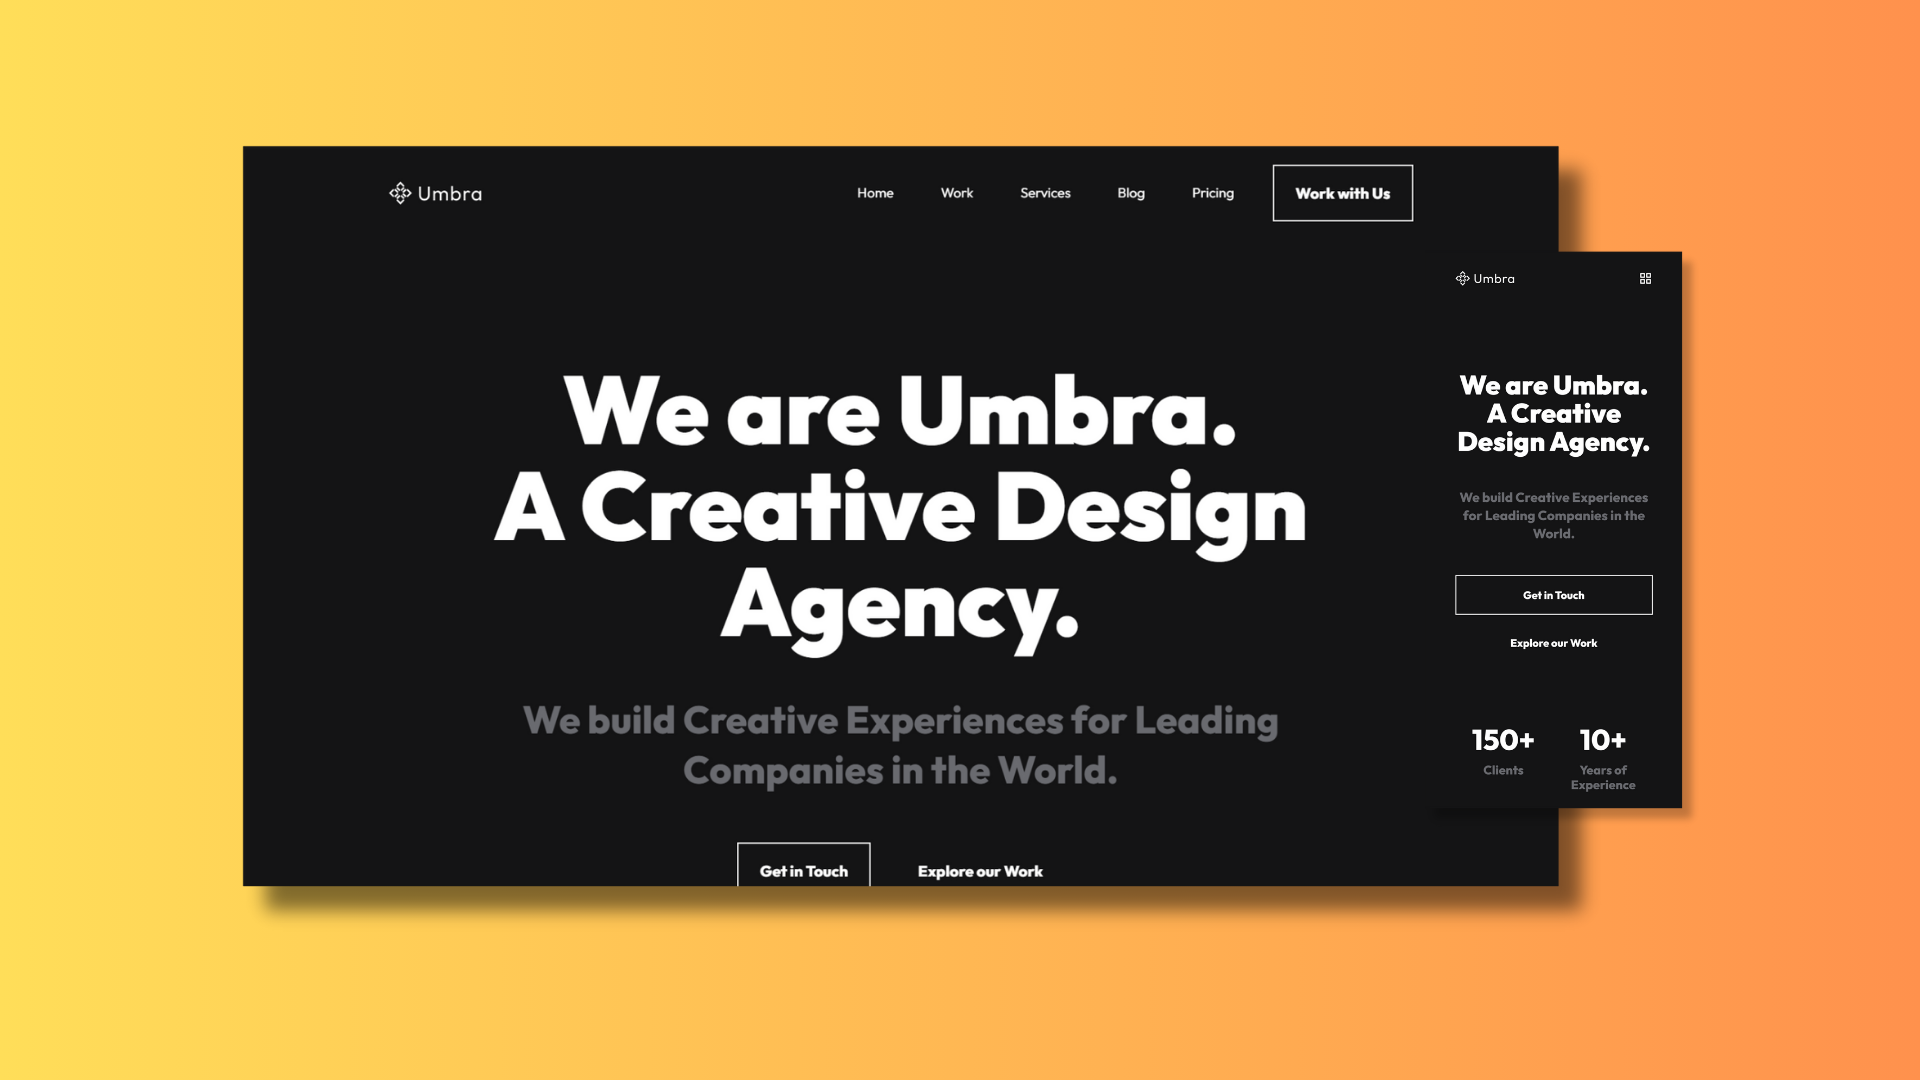 Umbra
Home
Work
Services
Blog
Pricing
Work with Us
We are Umbra.
A Creative Design
Agency.
We build Creative Experiences for Leading
Companies in the World.
Get in Touch
Explore our Work
Umbra
We are Umbra.
A Creative
Design Agency.
We build Creative Experiences
for Leading Companies in the
World.
Get in Touch
Explore our Work
150+
Clients
10+
Years of
Experience